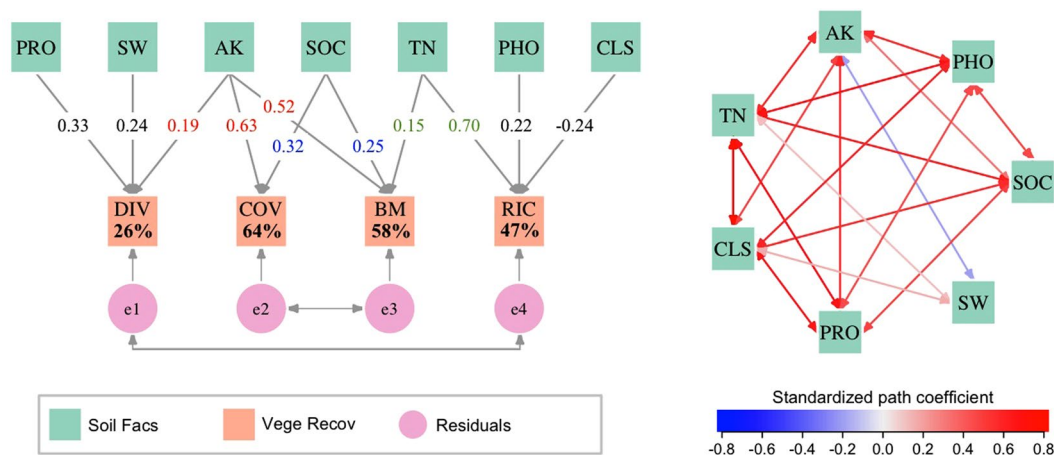 PRO SW AK SOC TN PHO CLS
0.52
0.33 0.24 0.19 0.63 0.15 0.70 0.22 -0.24
0.32 0.25
DIV COV BM RIC
26% 64% 58% 47%
e1 e2 e3 e4
Soil Facs Vege Recov Residuals
AK
PHO
TN
SOC
CLS
SW
PRO
Standardized path coefficient
-0.8 -0.6 -0.4 -0.2 0.0 0.2 0.4 0.6 0.8